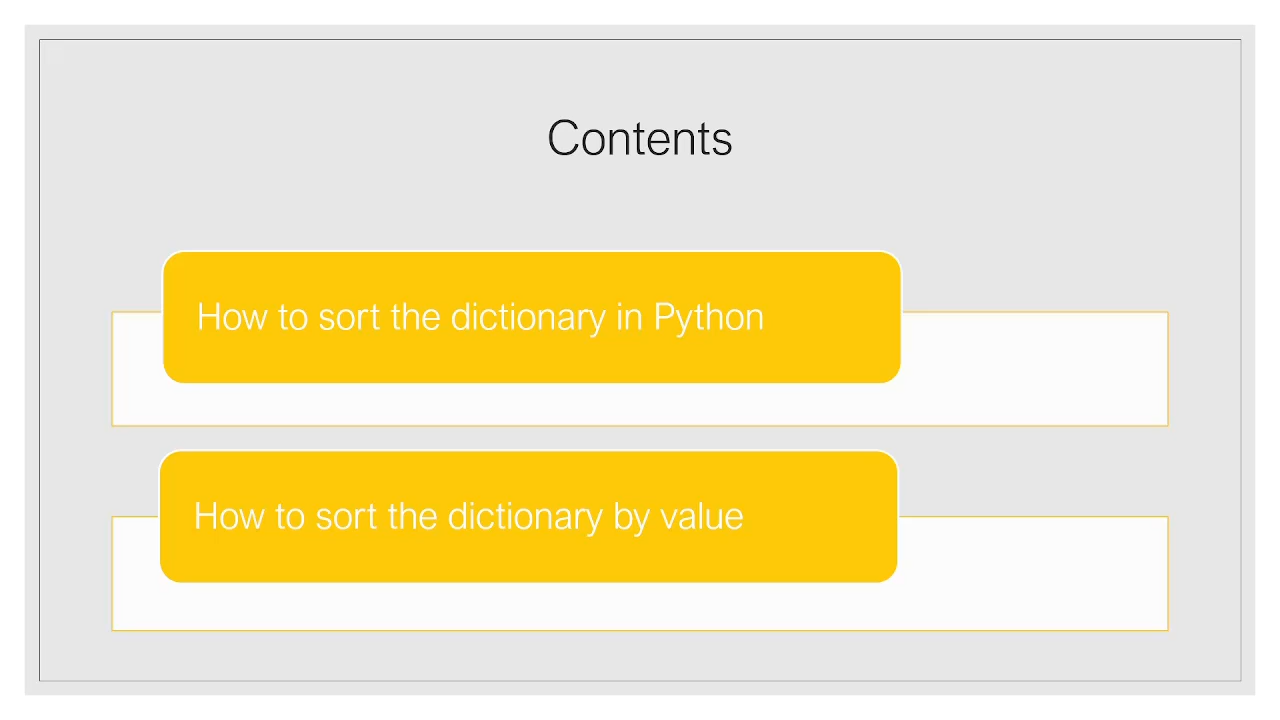 Contents
How to sort the dictionary in Python
How to sort the dictionary by value